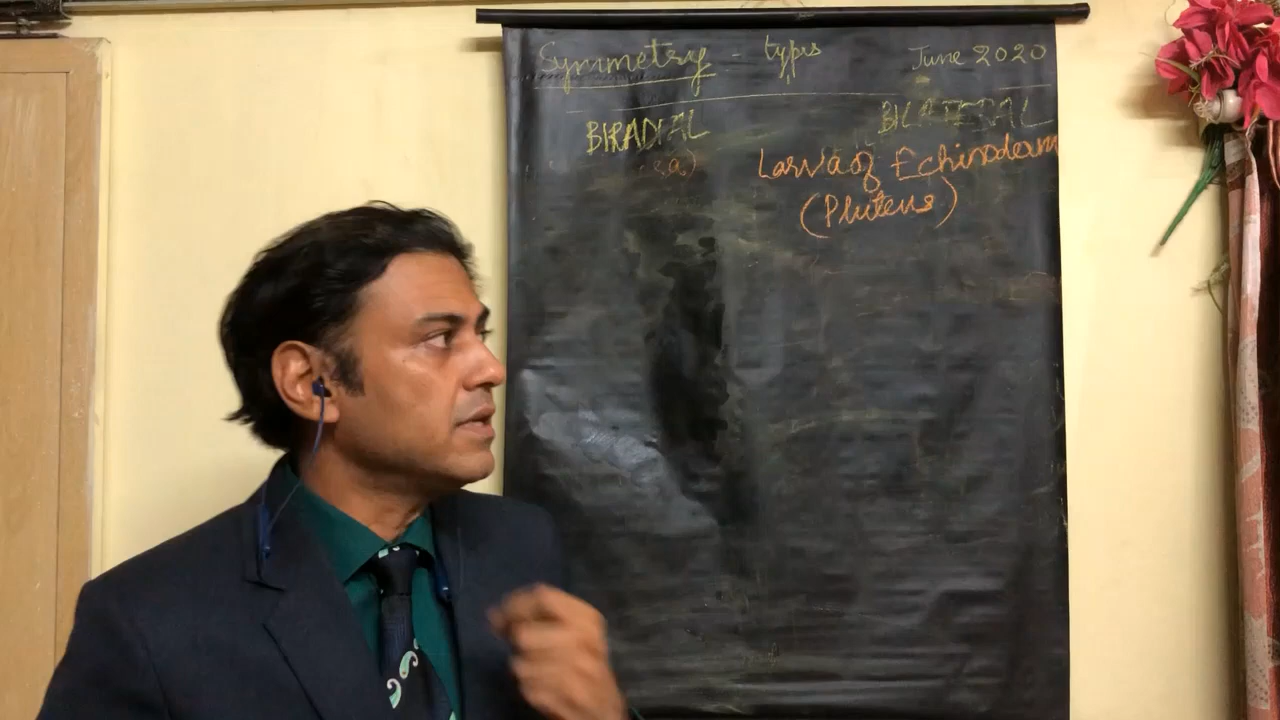 Symmetry - types June 2020
BIRADIAL BILATERAL
Larva of Echinoderm
(Pluteus)